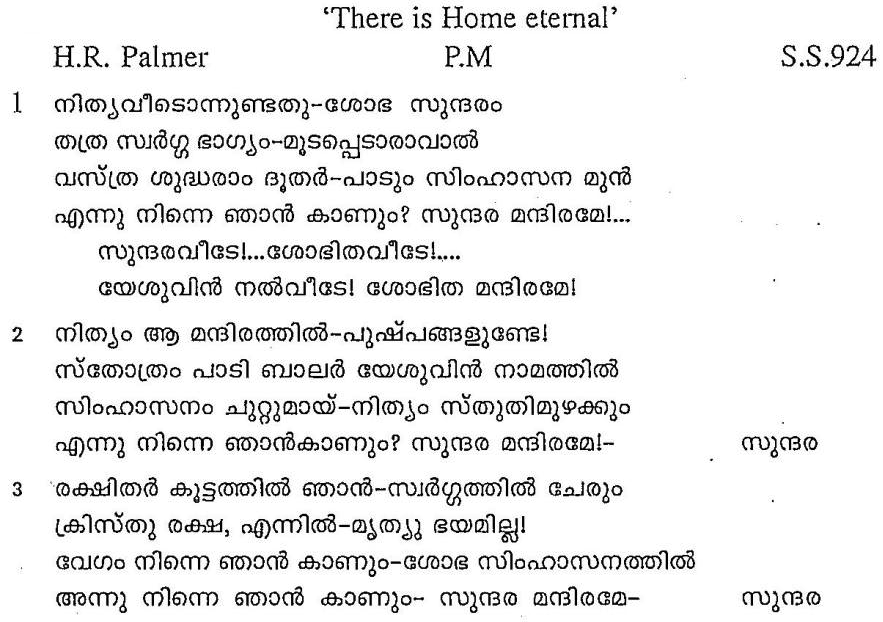 ‘There is Home eternal’
H.R. Palmer P.M S.S.924
1 നിത്യവീടൊന്നുണ്ടതു-ശോഭ സുന്ദരം
തത്ര സ്വർഗ്ഗ ഭാഗ്യം-മൂടപ്പെടാരാവാൽ
വസ്ത്ര ശുദ്ധരാം ദൂതർ-പാടും സിംഹാസന മുൻ
എന്നു നിന്നെ ഞാൻ കാണും? സുന്ദര മന്ദിരമേ!...
സുന്ദരവീടേ!...ശോഭിതവീടേ!....
യേശുവിൻ നൽവീടേ! ശോഭിത മന്ദിരമേ!
2 നിത്യം ആ മന്ദിരത്തിൽ-പുഷ്പങ്ങളുണ്ടേ!
സ്തോത്രം പാടി ബാലർ യേശുവിൻ നാമത്തിൽ
സിംഹാസനം ചുറ്റുമായ്-നിത്യം സ്തുതിമുഴക്കും
എന്നു നിന്നെ ഞാൻകാണും? സുന്ദര മന്ദിരമേ!- സുന്ദര
3 രക്ഷിതർ കൂട്ടത്തിൽ ഞാൻ-സ്വർഗ്ഗത്തിൽ ചേരും
ക്രിസ്തു രക്ഷ, എന്നിൽ-മൃത്യു ഭയമില്ല!
വേഗം നിന്നെ ഞാൻ കാണും-ശോഭ സിംഹാസനത്തിൽ
അന്നു നിന്നെ ഞാൻ കാണും- സുന്ദര മന്ദിരമേ- സുന്ദര